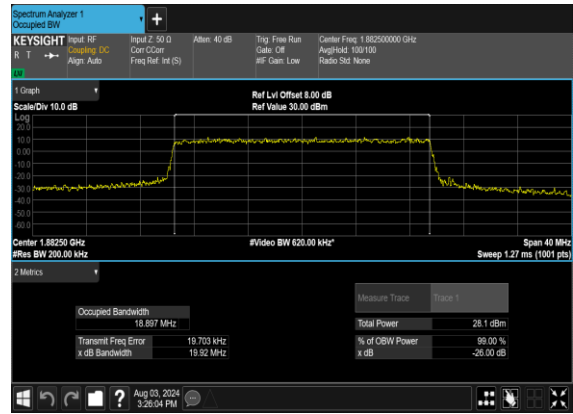 Spectrum Analyzer 1
Occupied BW
+
KEYSIGHT
R T
LXI
Input: RF
Coupling: DC
Align: Auto
Input Z: 50 Ω
Corr CCorr
Freq Ref: Int (S)
Atten: 40 dB
Trig: Free Run
Gate: Off
#IF Gain: Low
Center Freq: 1.882500000 GHz
Avg|Hold: 100/100
Radio Std: None
1 Graph
Scale/Div 10.0 dB
Ref Lvl Offset 8.00 dB
Ref Value 30.00 dBm
Log
20.0
10.0
0.00
-10.0
-20.0
-30.0
-40.0
-50.0
-60.0
Center 1.88250 GHz
#Res BW 200.00 kHz
#Video BW 620.00 kHz*
Span 40 MHz
Sweep 1.27 ms (1001 pts)
2 Metrics
Measure Trace Trace 1
Occupied Bandwidth
18.897 MHz
Total Power 28.1 dBm
Transmit Freq Error 19.703 kHz
% of OBW Power 99.00 %
x dB Bandwidth 19.92 MHz
x dB -26.00 dB
?
Aug 03, 2024
3:26:04 PM